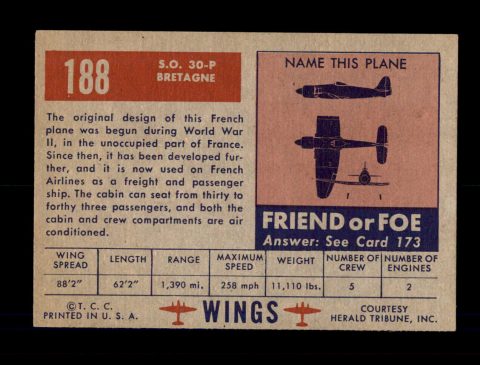 188
S.O. 30-P
BRETAGNE
The original design of this French
plane was begun during World War
II, in the unoccupied part of France.
Since then, it has been developed fur-
ther, and it is now used on French
Airlines as a freight and passenger
ship. The cabin can seat from thirty to
forthy three passengers, and both the
cabin and crew compartments are air
conditioned.
NAME THIS PLANE
FRIEND or FOE
Answer: See Card 173
WING SPREAD LENGTH RANGE MAXIMUM SPEED WEIGHT NUMBER OF CREW NUMBER OF ENGINES
88'2" 62'2" 1,390 mi. 258 mph 11,110 lbs. 5 2
©T.C.C.
PRINTED IN U.S.A.
WINGS
COURTESY
HERALD TRIBUNE, INC.